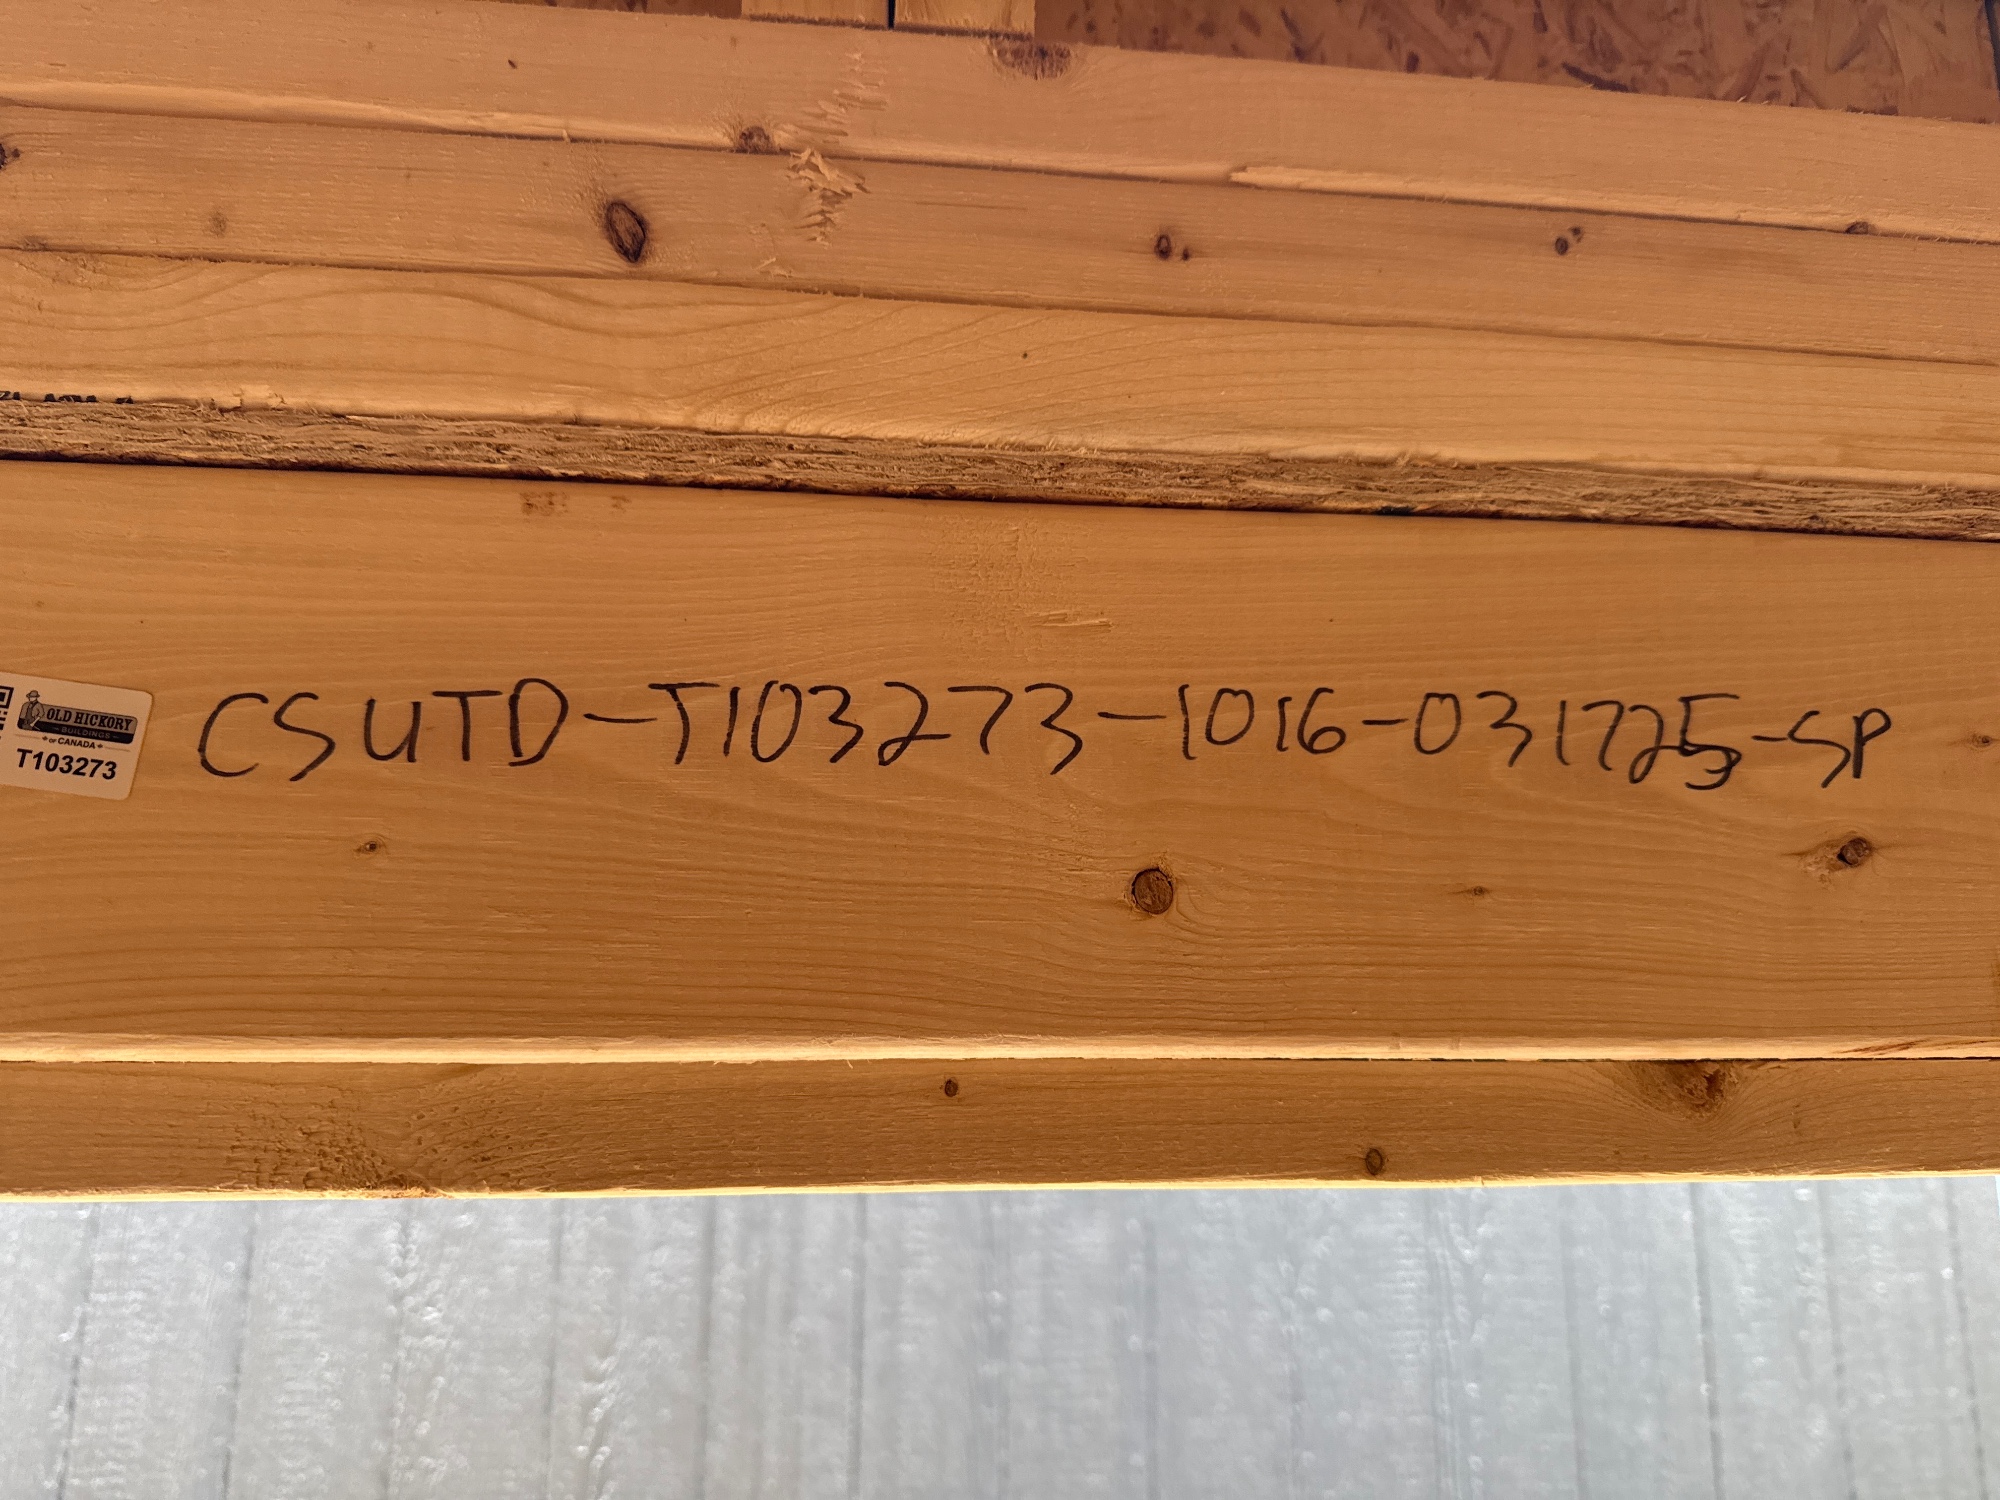 CSUTD-T103273-1016-031725-SP
OLD HICKORY
BUILDINGS
OF CANADA
T103273